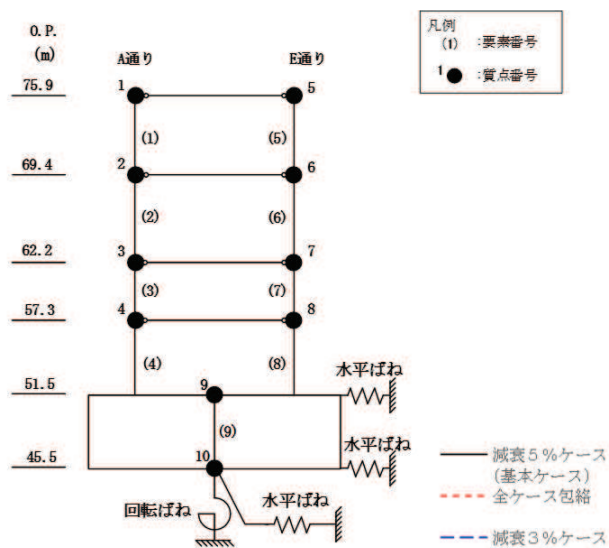 O.P.
(m)
A通り
E通り
75.9
1
5
(1)
(5)
69.4
2
6
(2)
(6)
62.2
3
7
(3)
(7)
57.3
4
8
(4)
(8)
水平ばね
51.5
9
(9)
水平ばね
45.5
10
回転ばね
水平ばね
凡例
(1) :要素番号
1 :質点番号
減衰5%ケース
(基本ケース)
全ケース包絡
減衰3%ケース